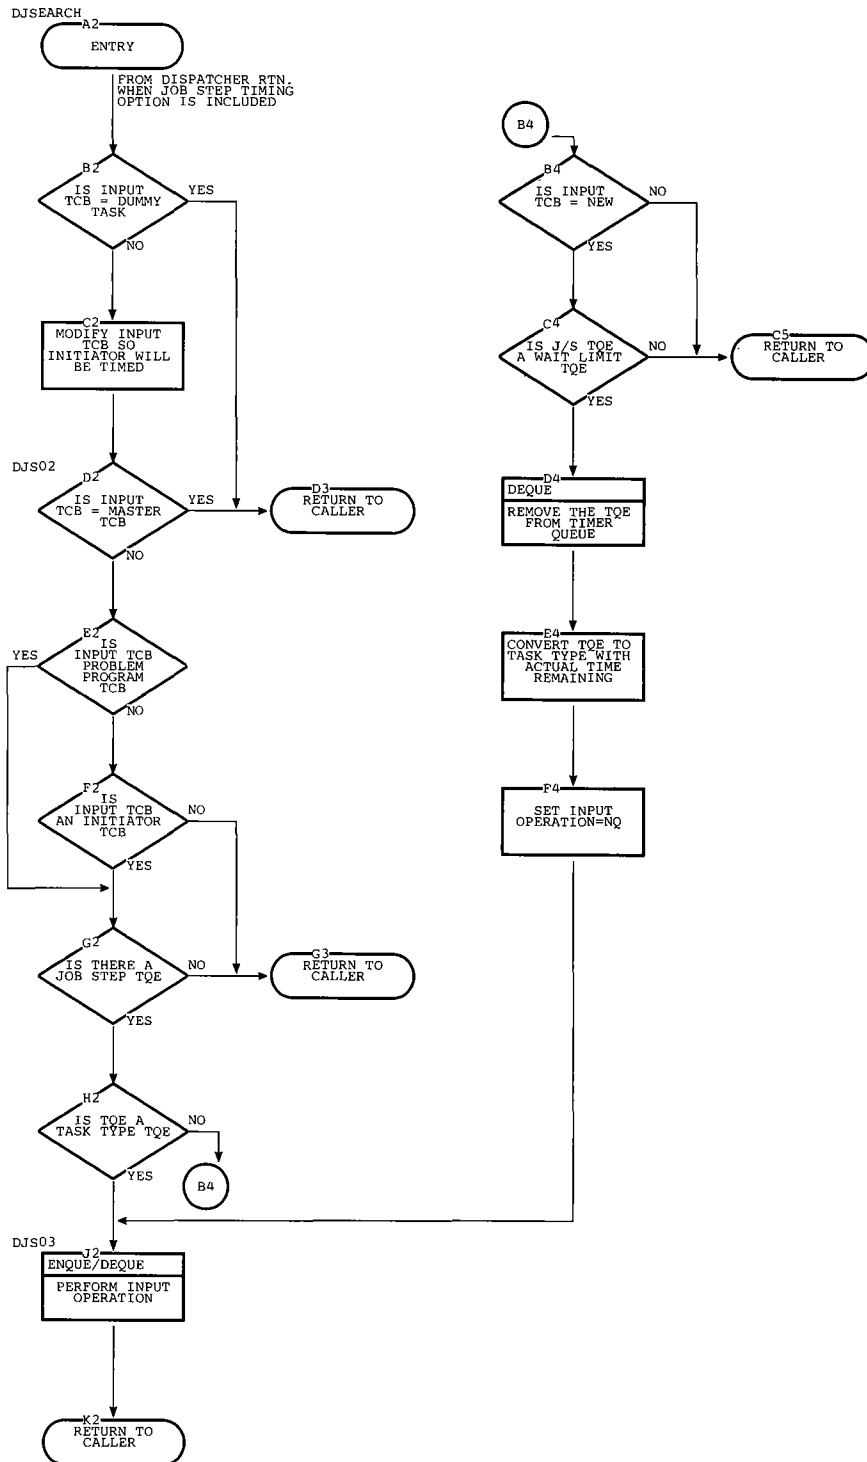 DJSEARCH
A2
ENTRY
FROM DISPATCHER RTN.
WHEN JOB STEP TIMING
OPTION IS INCLUDED
B2
IS INPUT
TCB = DUMMY
TASK
YES
NO
C2
MODIFY INPUT
TCB SO
INITIATOR WILL
BE TIMED
DJS02
D2
IS INPUT
TCB = MASTER
TCB
YES
NO
D3
RETURN TO
CALLER
E2
IS
INPUT TCB
PROBLEM
PROGRAM
TCB
YES
NO
F2
IS
INPUT TCB
AN INITIATOR
TCB
NO
YES
G2
IS THERE A
JOB STEP TQE
NO
YES
G3
RETURN TO
CALLER
H2
IS TQE A
TASK TYPE TQE
NO
YES
B4
DJS03
J2
ENQUE/DEQUE
PERFORM INPUT
OPERATION
K2
RETURN TO
CALLER
B4
B4
IS INPUT
TCB = NEW
NO
YES
C4
IS J/S TQE
A WAIT LIMIT
TQE
NO
YES
C5
RETURN TO
CALLER
D4
DEQUE
REMOVE THE TQE
FROM TIMER
QUEUE
E4
CONVERT TQE TO
TASK TYPE WITH
ACTUAL TIME
REMAINING
F4
SET INPUT
OPERATION=NQ